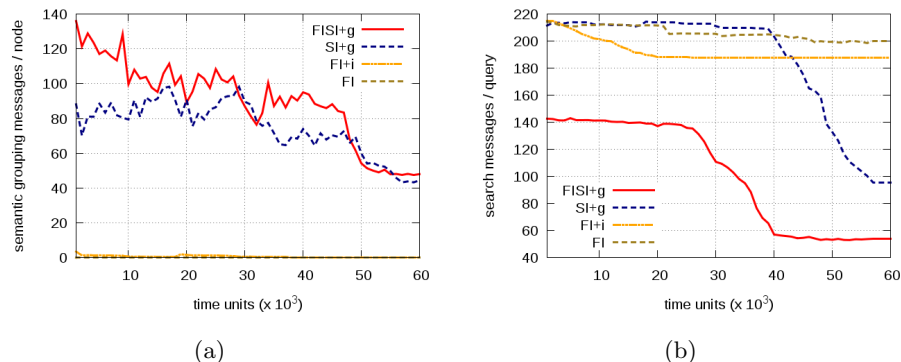 semantic grouping messages / node
140
120
100
80
60
40
20
0
FISI+g
SI+g
FI+i
FI
10 20 30 40 50 60
time units (x 10³)
(a)
search messages / query
220
200
180
160
140
120
100
80
60
40
FISI+g
SI+g
FI+i
FI
10 20 30 40 50 60
time units (x 10³)
(b)